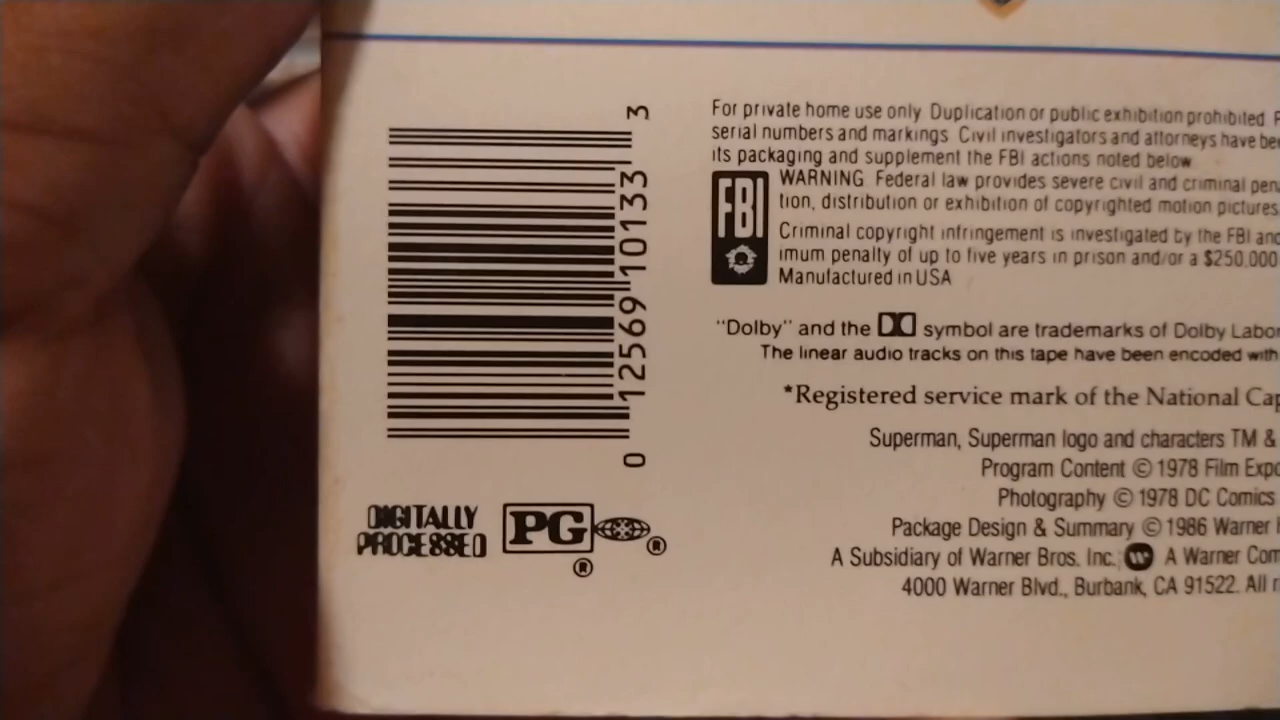 3
12569 10133
0
For private home use only Duplication or public exhibition prohibited.
serial numbers and markings Civil investigators and attorneys have
its packaging and supplement the FBI actions noted below
FBI
WARNING Federal law provides severe civil and criminal
tion, distribution or exhibition of copyrighted motion pictures
Criminal copyright infringement is investigated by the FBI and
imum penalty of up to five years in prison and/or a $250,000
Manufactured in USA
"Dolby" and the symbol are trademarks of Dolby
The linear audio tracks on this tape have been encoded with
*Registered service mark of the National
Superman, Superman logo and characters TM &
Program Content © 1978 Film
Photography © 1978 DC Comics
Package Design & Summary © 1986 Warner
A Subsidiary of Warner Bros. Inc. A Warner
4000 Warner Blvd., Burbank, CA 91522. All
DIGITALLY
PROCESSED
PG ®
®